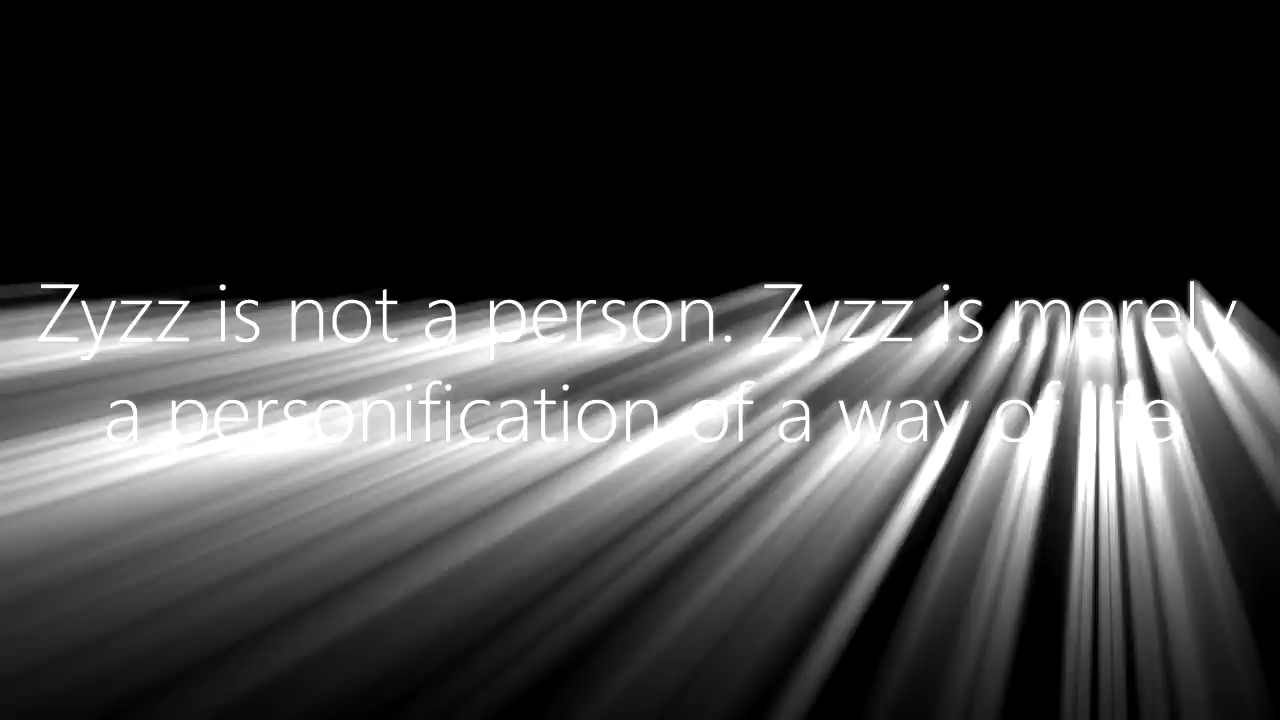 Zyzz is not a person. Zyzz is merely
a personification of a way of life